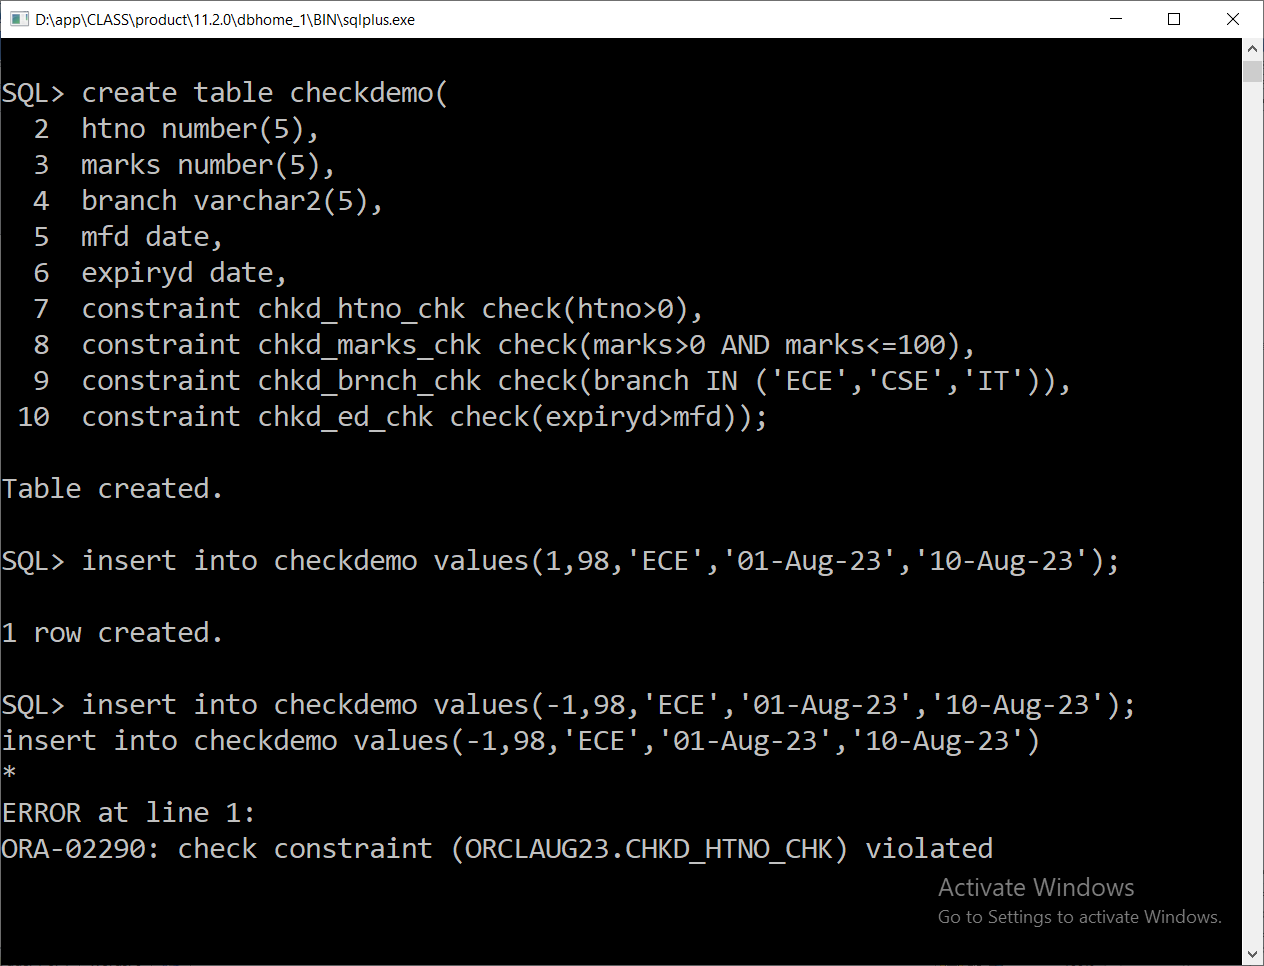 D:\app\CLASS\product\11.2.0\dbhome_1\BIN\sqlplus.exe
SQL> create table checkdemo(
  2  htno number(5),
  3  marks number(5),
  4  branch varchar2(5),
  5  mfd date,
  6  expiryd date,
  7  constraint chkd_htno_chk check(htno>0),
  8  constraint chkd_marks_chk check(marks>0 AND marks<=100),
  9  constraint chkd_brnch_chk check(branch IN ('ECE','CSE','IT')),
 10  constraint chkd_ed_chk check(expiryd>mfd));
Table created.
SQL> insert into checkdemo values(1,98,'ECE','01-Aug-23','10-Aug-23');
1 row created.
SQL> insert into checkdemo values(-1,98,'ECE','01-Aug-23','10-Aug-23');
insert into checkdemo values(-1,98,'ECE','01-Aug-23','10-Aug-23')
*
ERROR at line 1:
ORA-02290: check constraint (ORCLAUG23.CHKD_HTNO_CHK) violated
Activate Windows
Go to Settings to activate Windows.